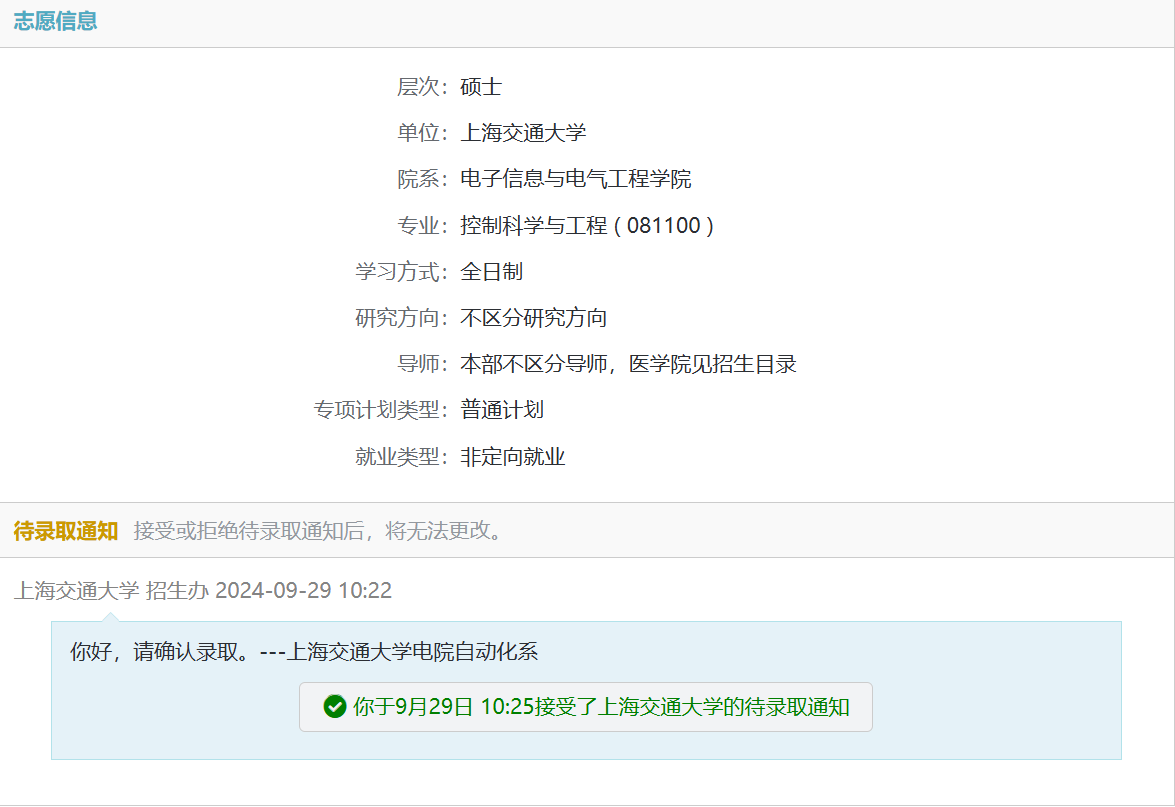 志愿信息
层次： 硕士
单位： 上海交通大学
院系： 电子信息与电气工程学院
专业： 控制科学与工程 ( 081100 )
学习方式： 全日制
研究方向： 不区分研究方向
导师： 本部不区分导师，医学院见招生目录
专项计划类型： 普通计划
就业类型： 非定向就业
待录取通知 接受或拒绝待录取通知后，将无法更改。
上海交通大学 招生办 2024-09-29 10:22
你好，请确认录取。---上海交通大学电院自动化系
你于9月29日 10:25接受了上海交通大学的待录取通知